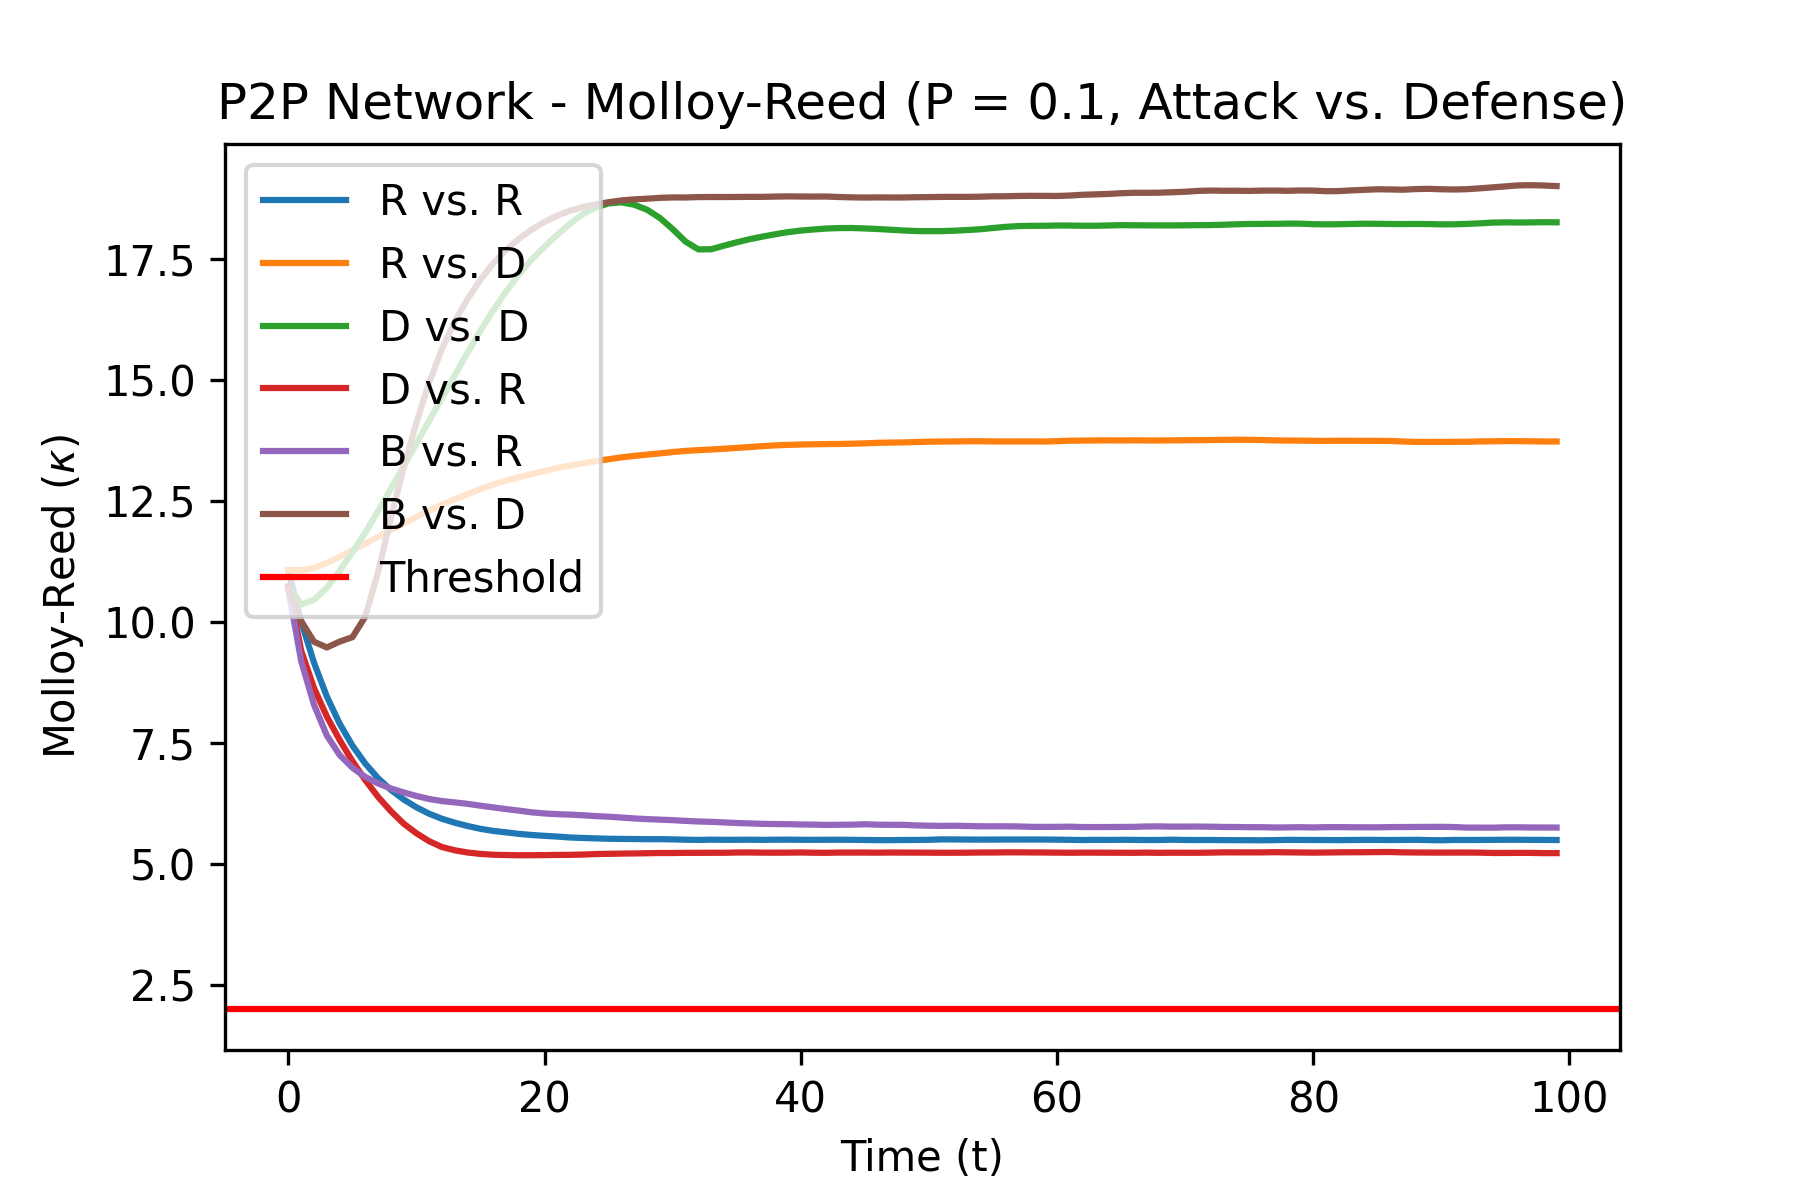 P2P Network - Molloy-Reed (P = 0.1, Attack vs. Defense)
R vs. R
R vs. D
D vs. D
D vs. R
B vs. R
B vs. D
Threshold
Molloy-Reed (κ)
17.5
15.0
12.5
10.0
7.5
5.0
2.5
0 20 40 60 80 100
Time (t)